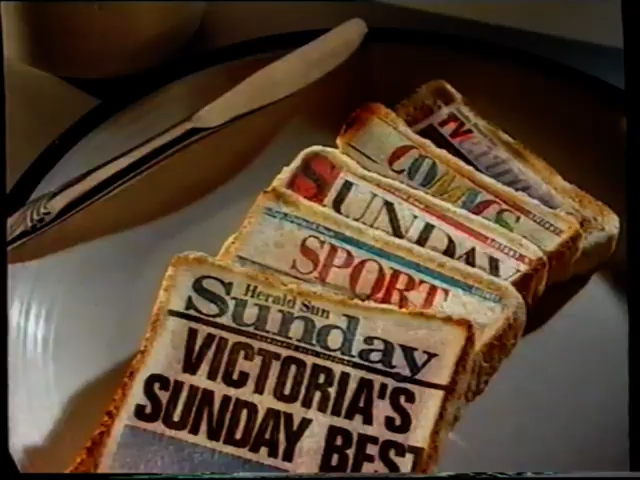 TV
COMICS
SUNDAY
SPORT
Herald Sun
Sunday
VICTORIA'S
SUNDAY BEST